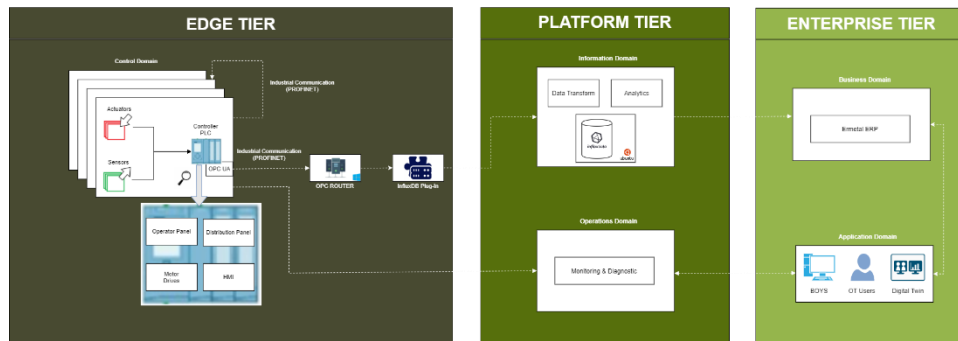 EDGE TIER
Control Domain
Industrial Communication
(PROFINET)
Actuators
Controller
PLC
Sensors
OPC UA
Industrial Communication
(PROFINET)
OPC ROUTER
InfluxDB Plug-in
Operator Panel
Distribution Panel
Motor
Drives
HMI
PLATFORM TIER
Information Domain
Data Transform
Analytics
influxdb
ubuntu
Operations Domain
Monitoring & Diagnostic
ENTERPRISE TIER
Business Domain
Ermetal ERP
Application Domain
OT Users
Digital Twin